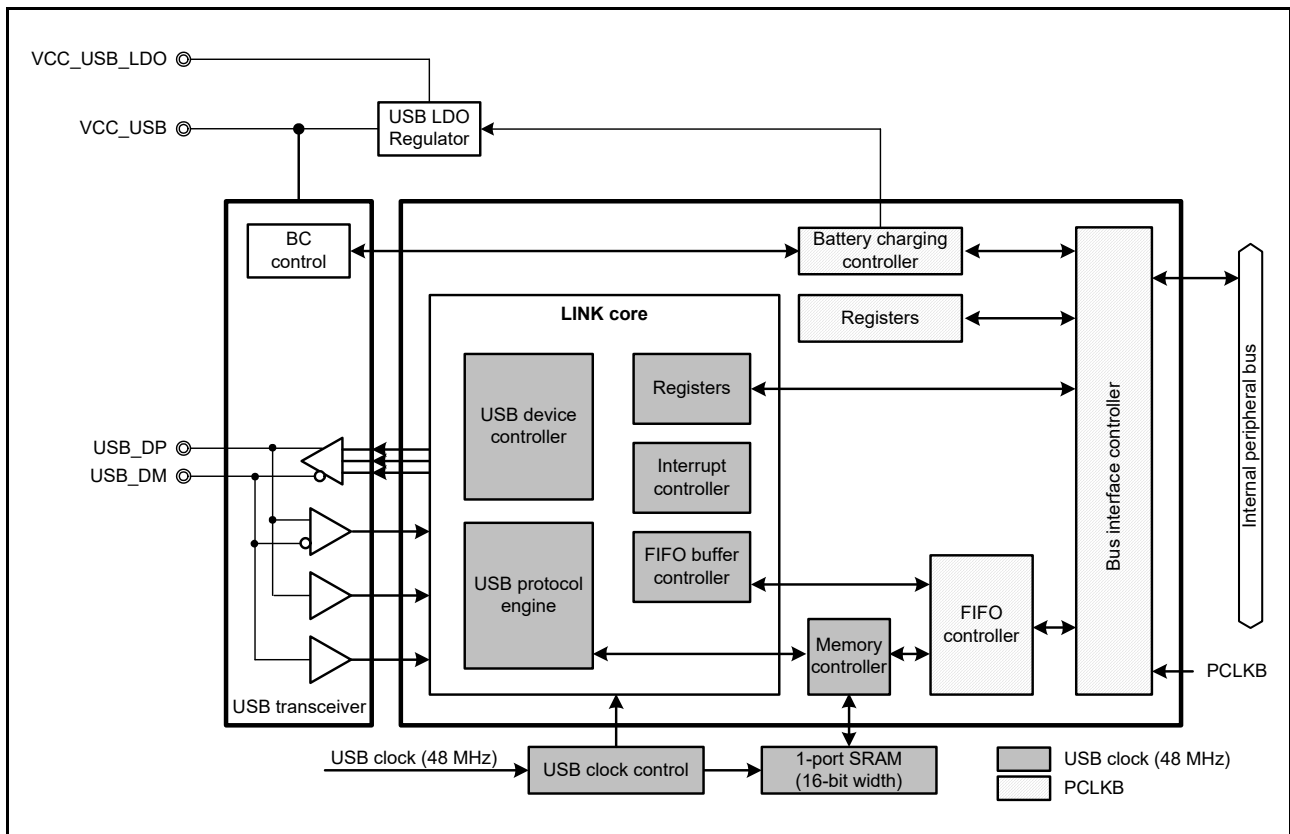 VCC_USB_LDO
VCC_USB
USB LDO
Regulator
BC
control
Battery charging
controller
LINK core
Registers
USB device
controller
Registers
Interrupt
controller
USB_DP
USB_DM
FIFO buffer
controller
USB protocol
engine
Memory
controller
FIFO
controller
Bus interface controller
Internal peripheral bus
PCLKB
USB transceiver
USB clock (48 MHz)
USB clock control
1-port SRAM
(16-bit width)
USB clock (48 MHz)
PCLKB